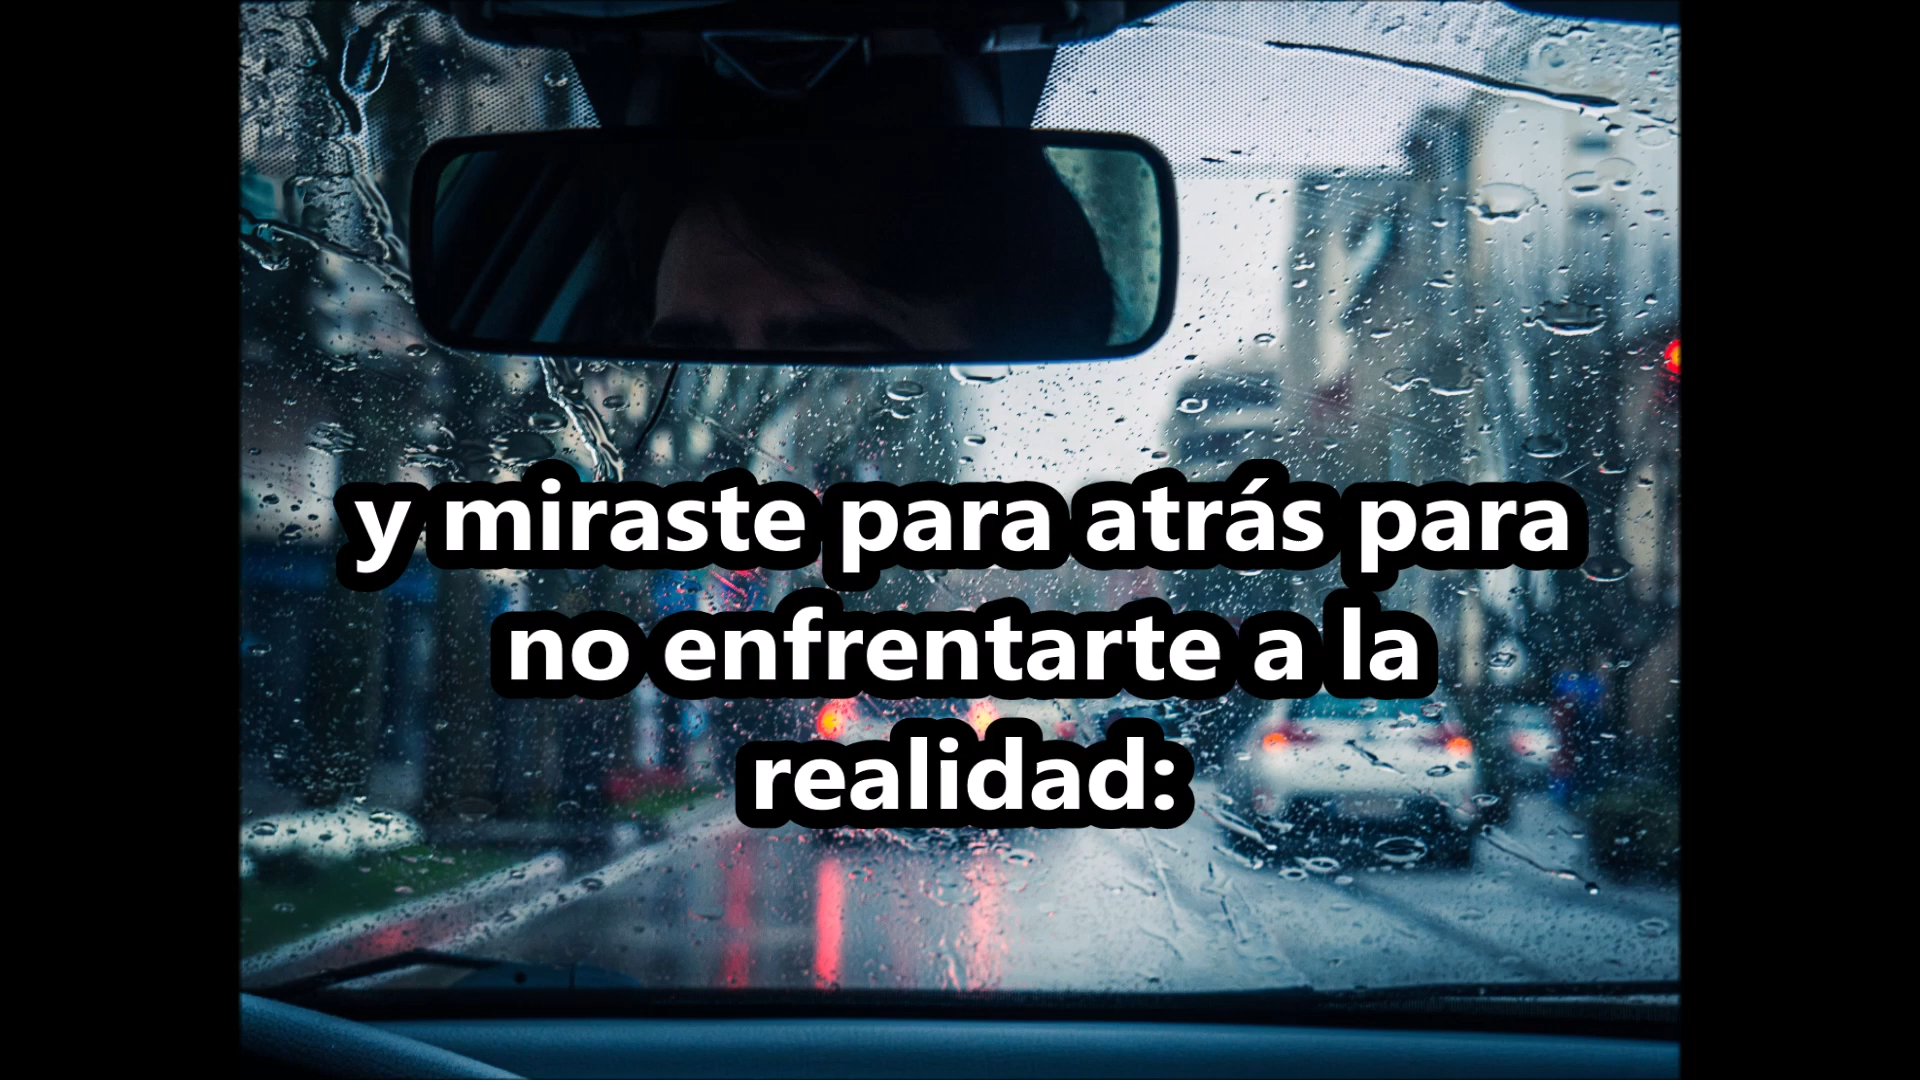 y miraste para atrás para
no enfrentarte a la
realidad: